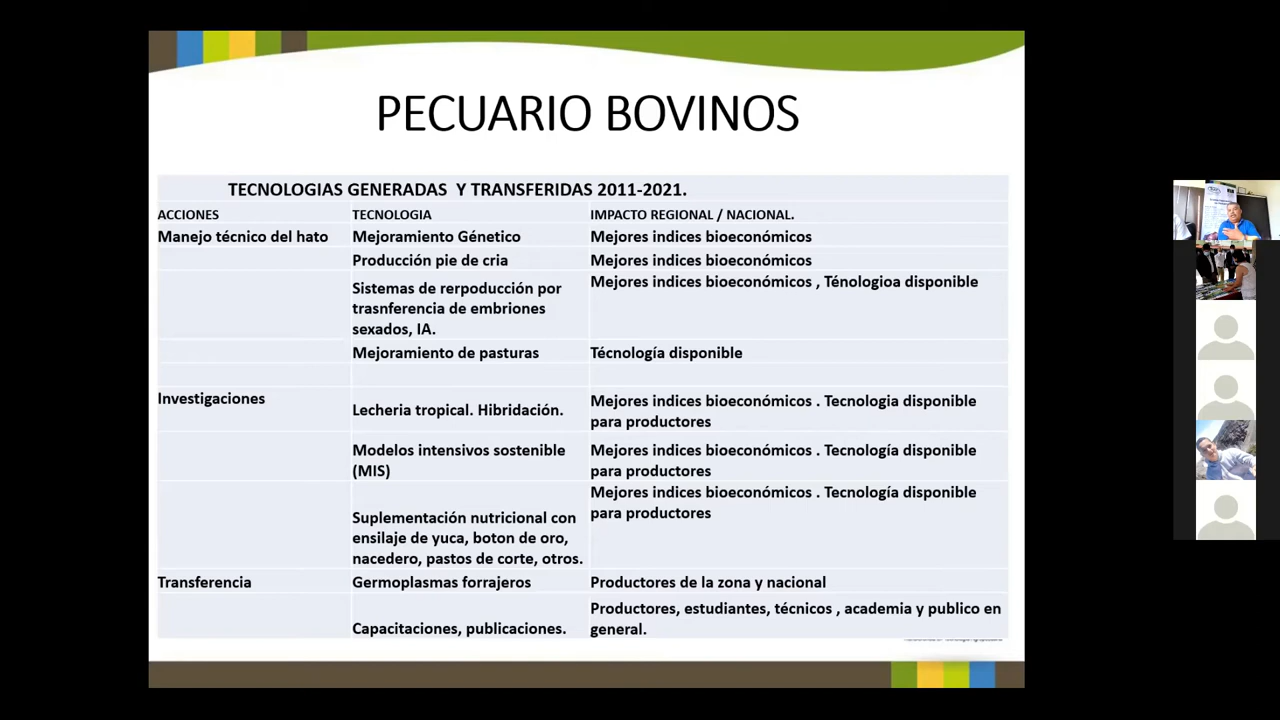 PECUARIO BOVINOS
TECNOLOGIAS GENERADAS Y TRANSFERIDAS 2011-2021.
ACCIONES TECNOLOGIA IMPACTO REGIONAL / NACIONAL.
Manejo técnico del hato Mejoramiento Génetico Mejores indices bioeconómicos
Producción pie de cria Mejores indices bioeconómicos
Sistemas de rerpoducción por
trasnferencia de embriones
sexados, IA.
Mejores indices bioeconómicos , Ténologioa disponible
Mejoramiento de pasturas Técnología disponible
Investigaciones
Lecheria tropical. Hibridación.
Mejores indices bioeconómicos . Tecnologia disponible
para productores
Modelos intensivos sostenible
(MIS)
Mejores indices bioeconómicos . Tecnología disponible
para productores
Suplementación nutricional con
ensilaje de yuca, boton de oro,
nacedero, pastos de corte, otros.
Mejores indices bioeconómicos . Tecnología disponible
para productores
Transferencia Germoplasmas forrajeros Productores de la zona y nacional
Capacitaciones, publicaciones.
Productores, estudiantes, técnicos , academia y publico en
general.